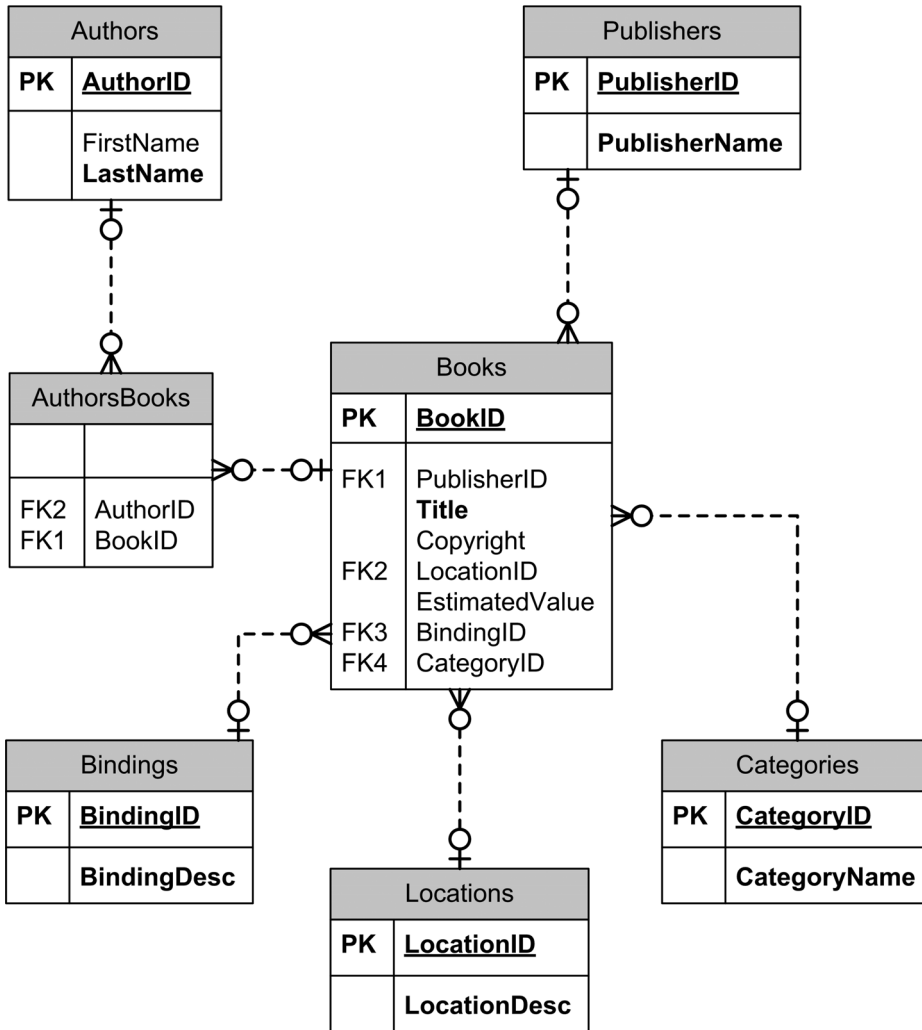 Authors
PK AuthorID
FirstName
LastName
Publishers
PK PublisherID
PublisherName
AuthorsBooks
FK2 AuthorID
FK1 BookID
Books
PK BookID
FK1 PublisherID
Title
Copyright
FK2 LocationID
EstimatedValue
FK3 BindingID
FK4 CategoryID
Bindings
PK BindingID
BindingDesc
Locations
PK LocationID
LocationDesc
Categories
PK CategoryID
CategoryName